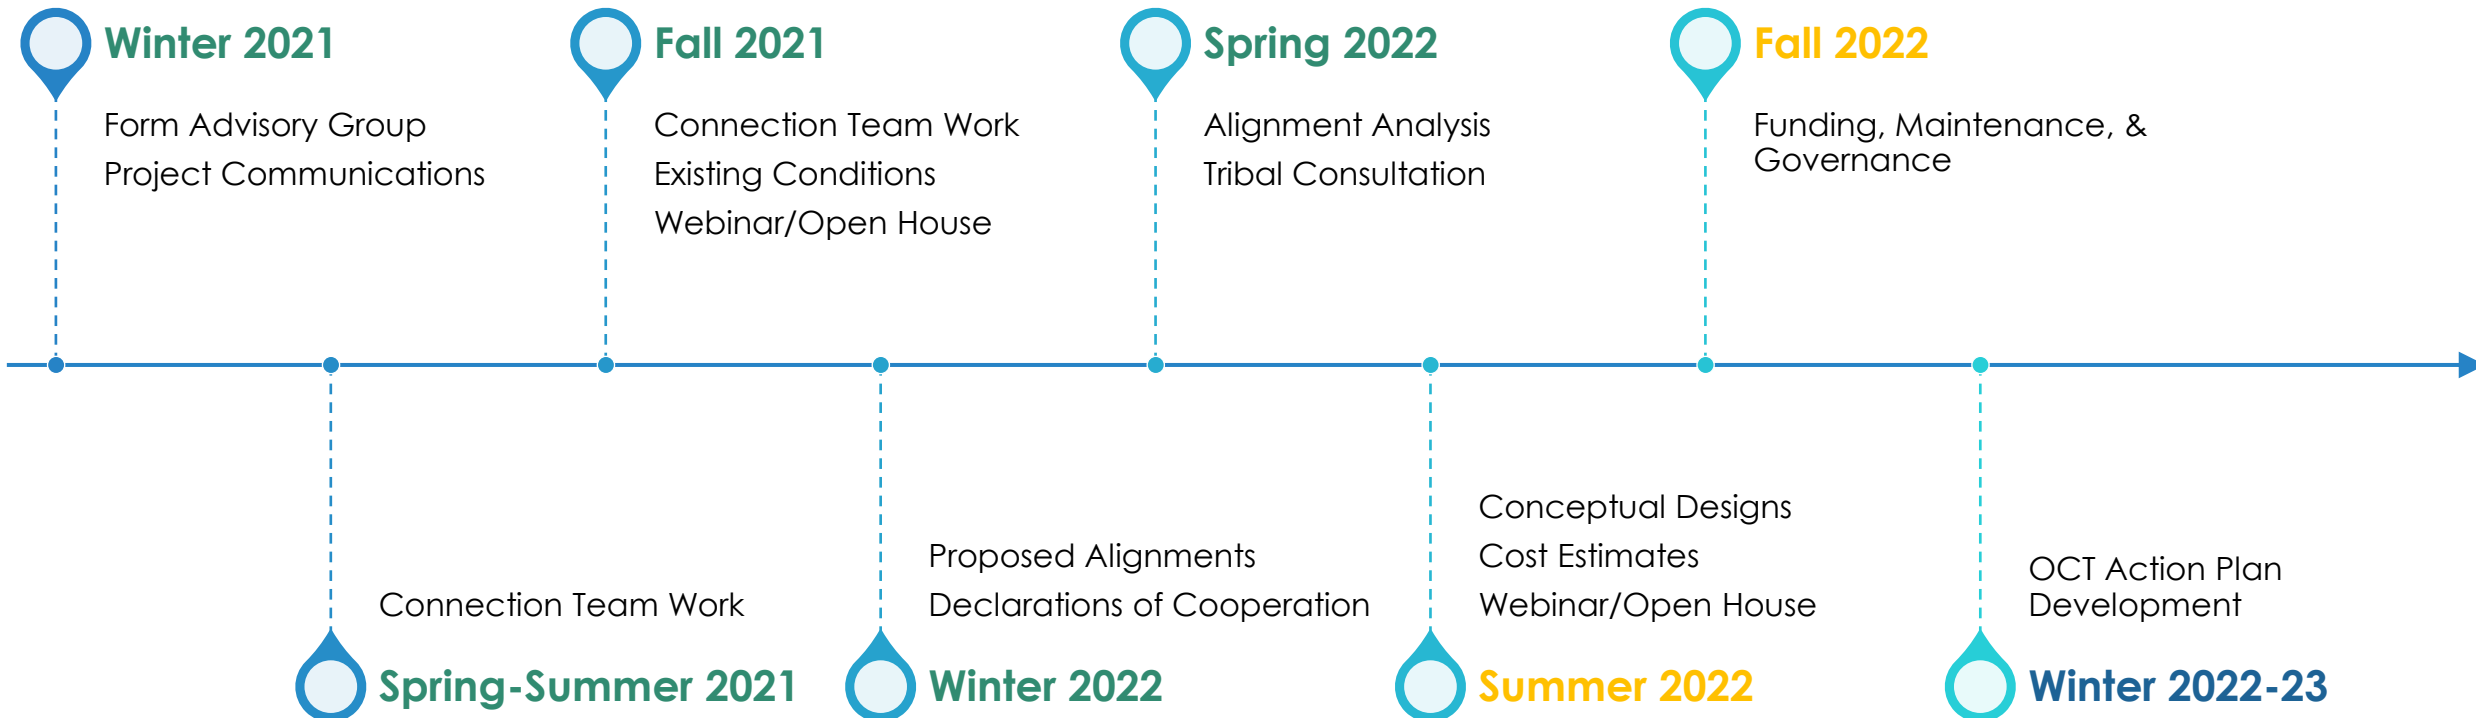 Winter 2021
Form Advisory Group
Project Communications
Fall 2021
Connection Team Work
Existing Conditions
Webinar/Open House
Spring 2022
Alignment Analysis
Tribal Consultation
Fall 2022
Funding, Maintenance, &
Governance
Connection Team Work
Spring-Summer 2021
Proposed Alignments
Declarations of Cooperation
Winter 2022
Conceptual Designs
Cost Estimates
Webinar/Open House
Summer 2022
OCT Action Plan
Development
Winter 2022-23